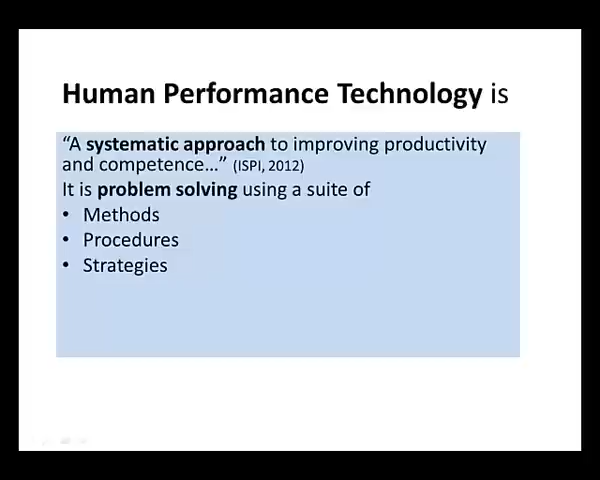 Human Performance Technology is
“A systematic approach to improving productivity
and competence…” (ISPI, 2012)
It is problem solving using a suite of
• Methods
• Procedures
• Strategies